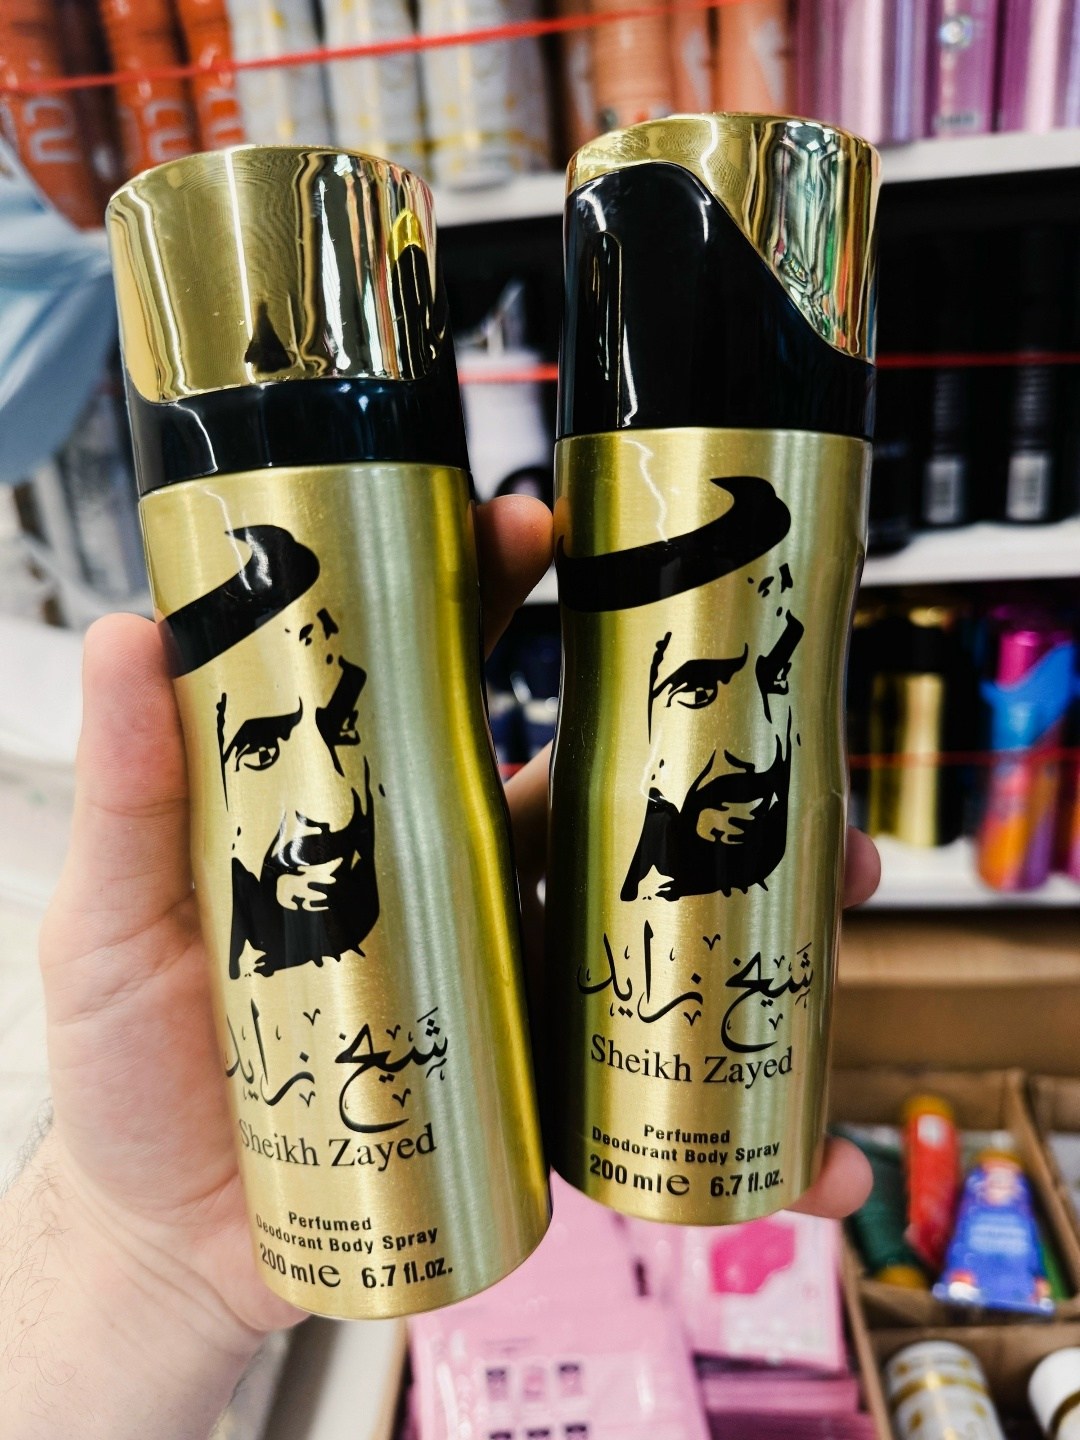 شيخ زايد
Sheikh Zayed
Perfumed
Deodorant Body Spray
200 ml℮ 6.7 fl.oz.
شيخ زايد
Sheikh Zayed
Perfumed
Deodorant Body Spray
200 ml℮ 6.7 fl.oz.